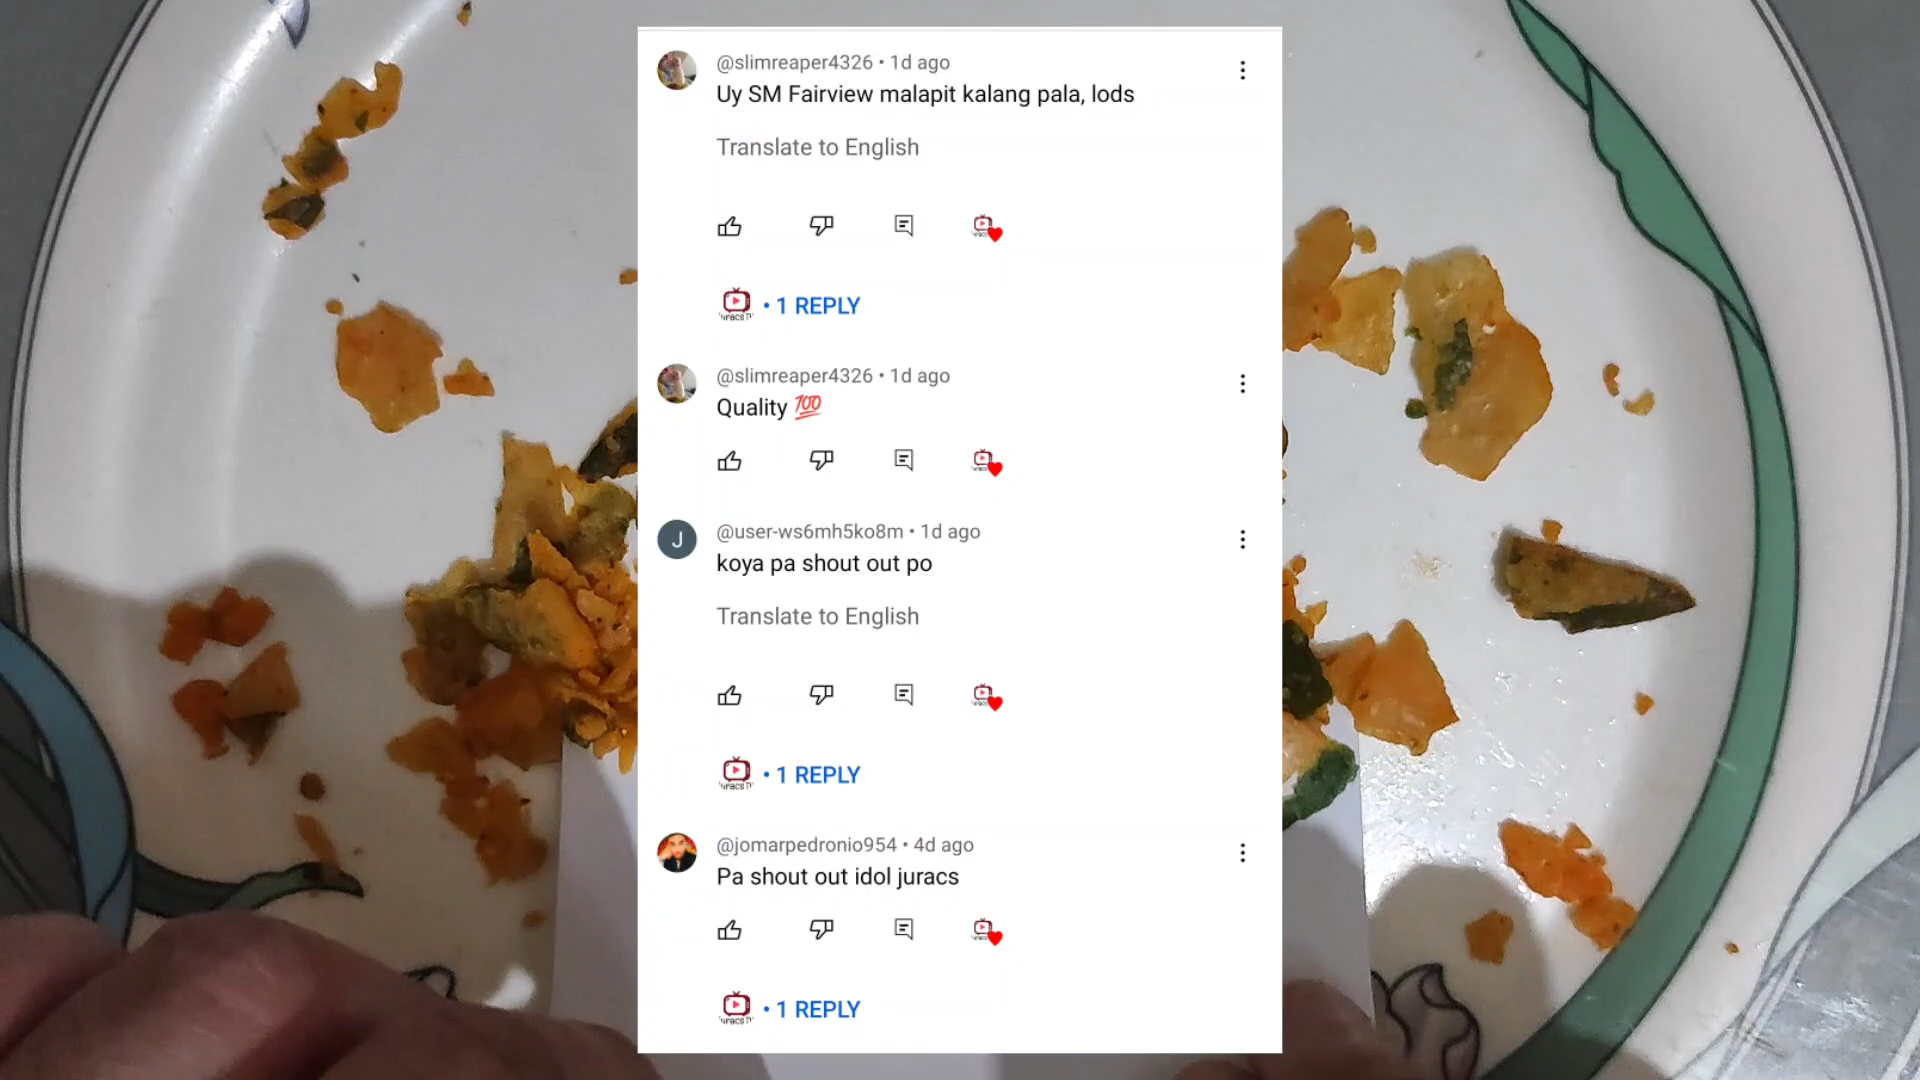 @slimreaper4326 • 1d ago
Uy SM Fairview malapit kalang pala, lods
Translate to English
• 1 REPLY
@slimreaper4326 • 1d ago
Quality 💯
J
@user-ws6mh5ko8m • 1d ago
koya pa shout out po
Translate to English
• 1 REPLY
@jomarpedronio954 • 4d ago
Pa shout out idol juracs
• 1 REPLY